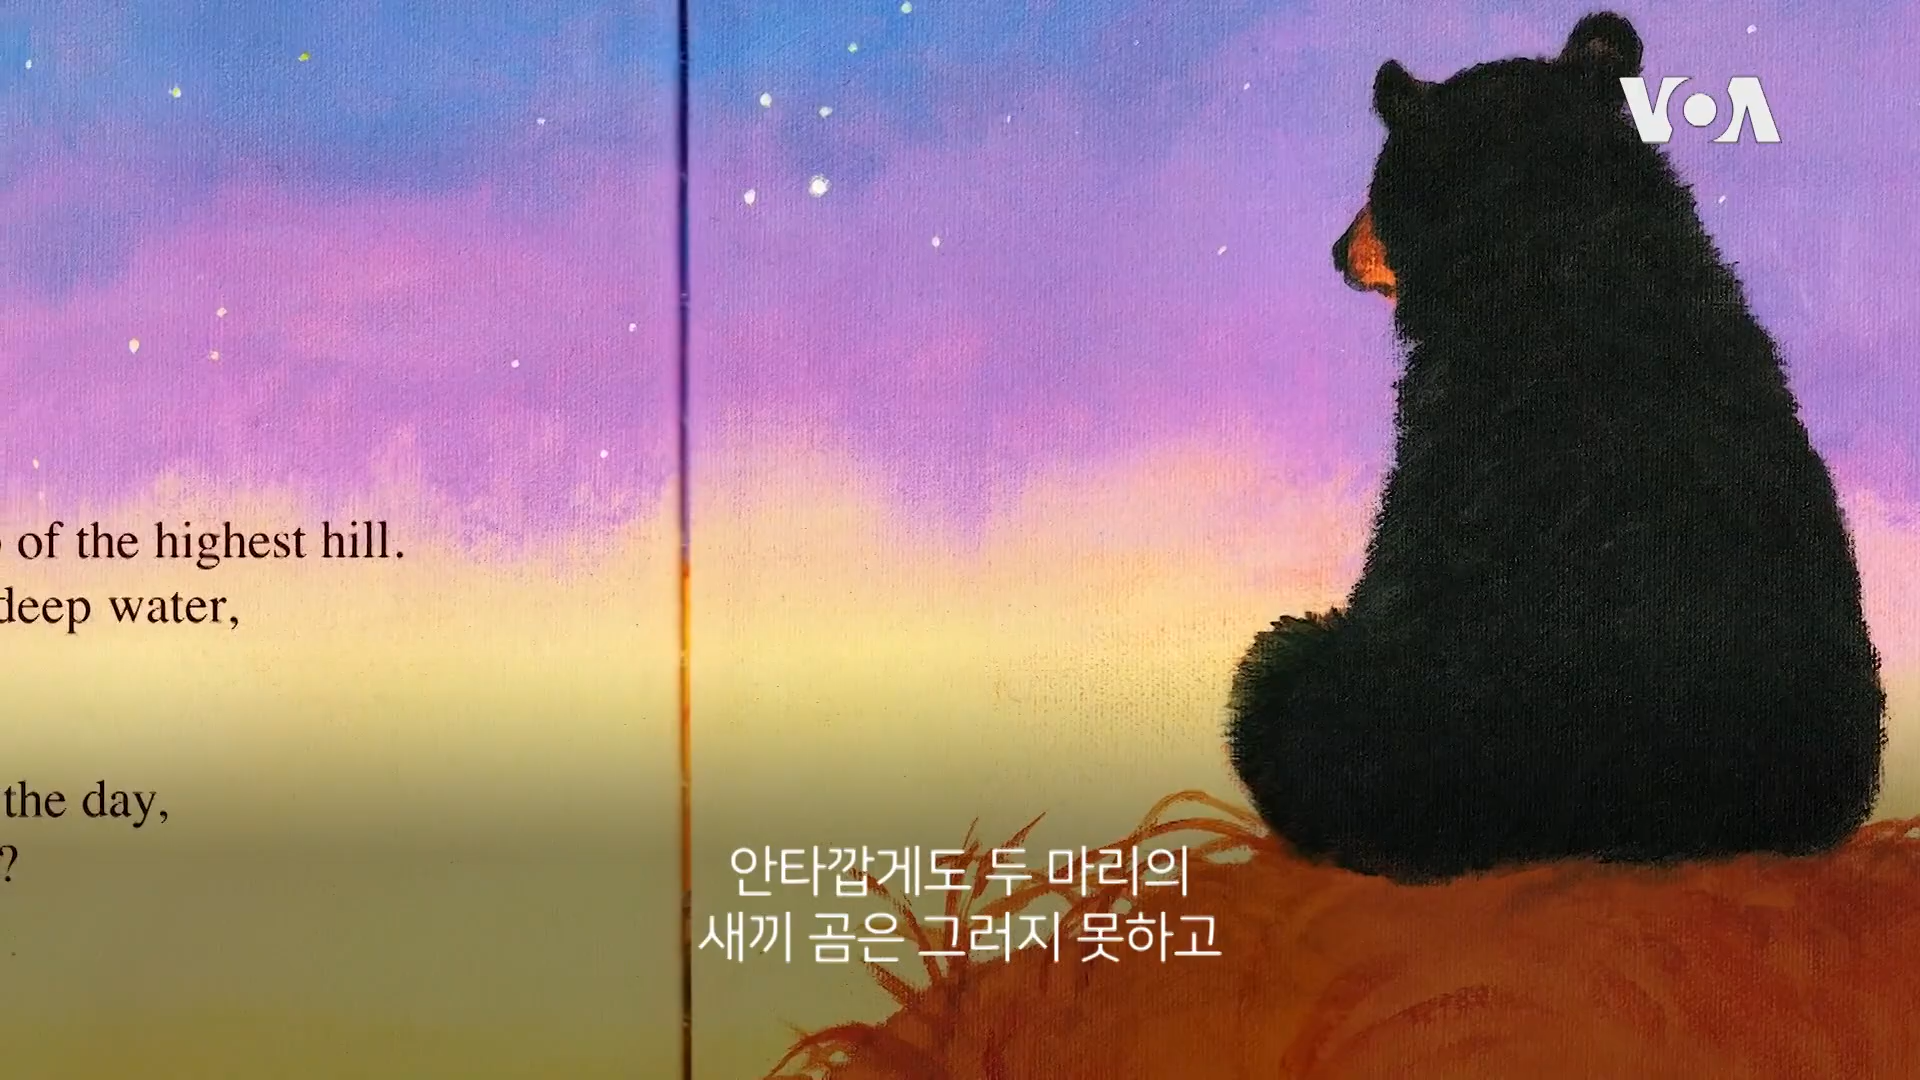 of the highest hill.
deep water,
the day,
?
VOA
안타깝게도 두 마리의
새끼 곰은 그러지 못하고